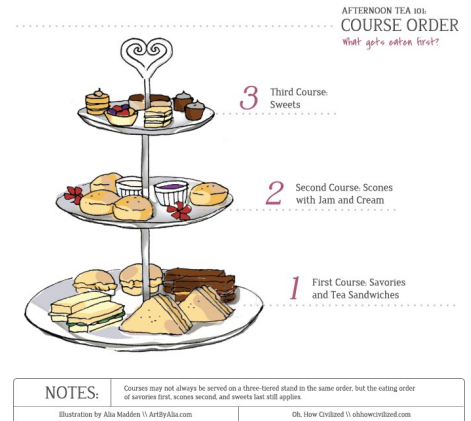 AFTERNOON TEA 101:
COURSE ORDER
What gets eaten first?
3 Third Course:
Sweets
2 Second Course: Scones
with Jam and Cream
1 First Course: Savories
and Tea Sandwiches
NOTES:
Courses may not always be served on a three-tiered stand in the same order, but the eating order
of savories first, scones second, and sweets last still applies.
Illustration by Alia Madden \\ ArtByAlia.com
Oh, How Civilized \\ ohhowcivilized.com